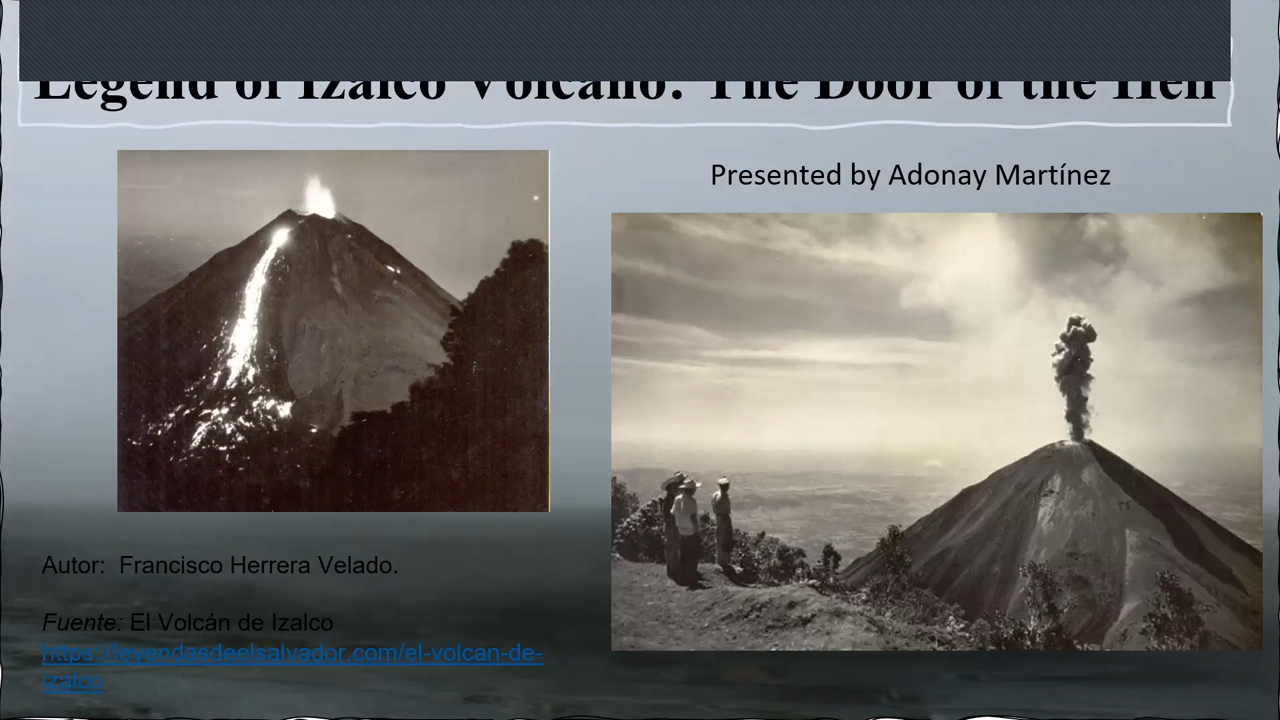 Legend of Izalco Volcano: The Door of the Hell
Presented by Adonay Martínez
Autor: Francisco Herrera Velado.
Fuente: El Volcán de Izalco
https://leyendasdeelsalvador.com/el-volcan-de-
izalco